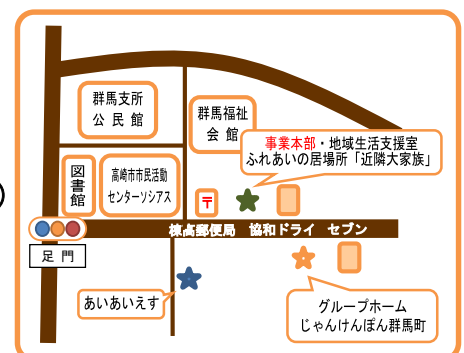 群馬支所
公民館
群馬福祉
会館
事業本部・地域生活支援室
ふれあいの居場所「近隣大家族」
図書館
高崎市市民活動
センターソシアス
〒
棟高郵便局 協和ドライ セブン
足門
あいあいえす
グループホーム
じゃんけんぽん群馬町